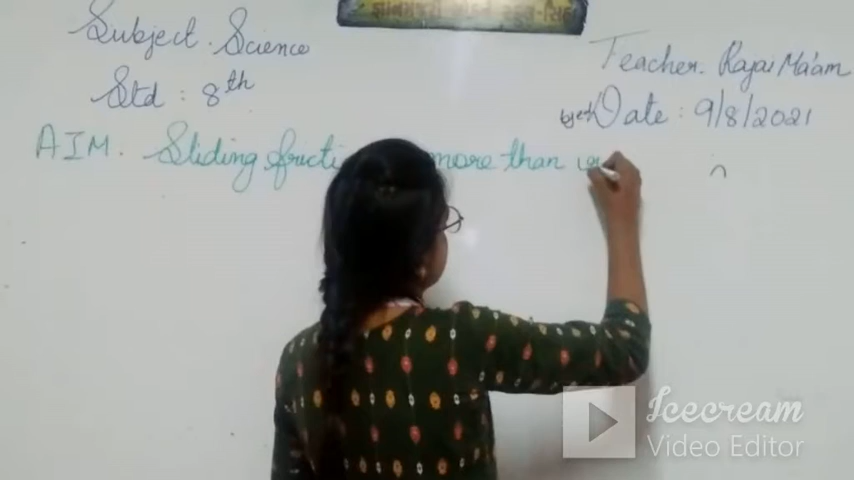 Subject. Science
Std : 8th
Teacher. Rajai Ma'am
Date : 9/8/2021
AIM. Sliding fricti more than
Icecream
Video Editor